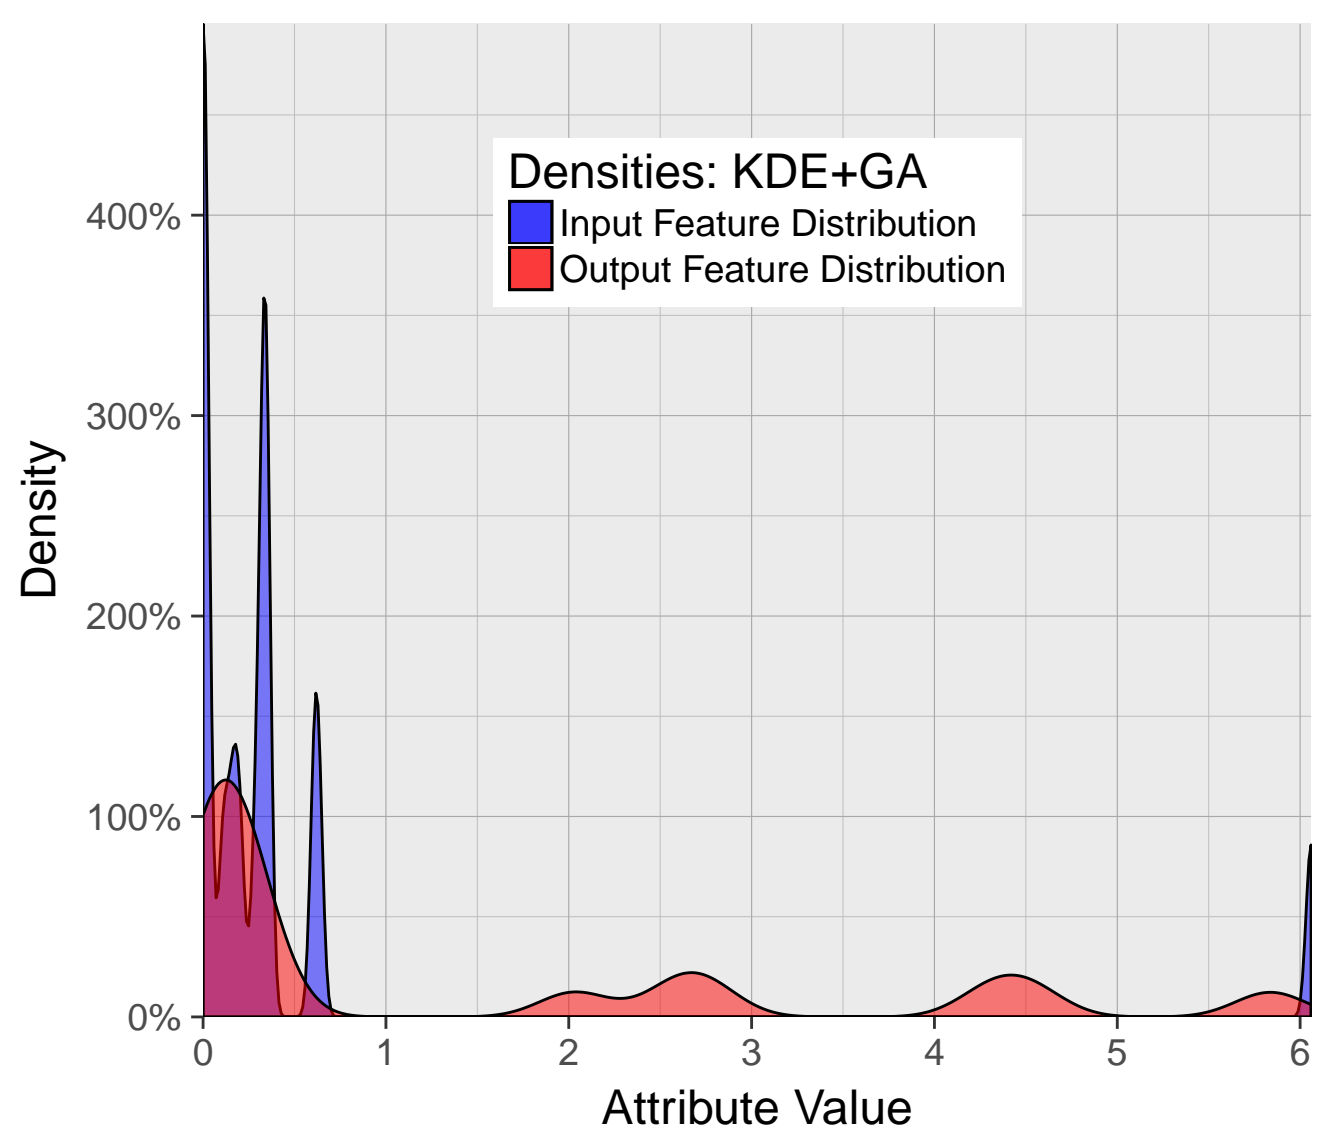 Densities: KDE+GA
Input Feature Distribution
Output Feature Distribution
400%
300%
200%
100%
0%
Density
0 1 2 3 4 5 6
Attribute Value